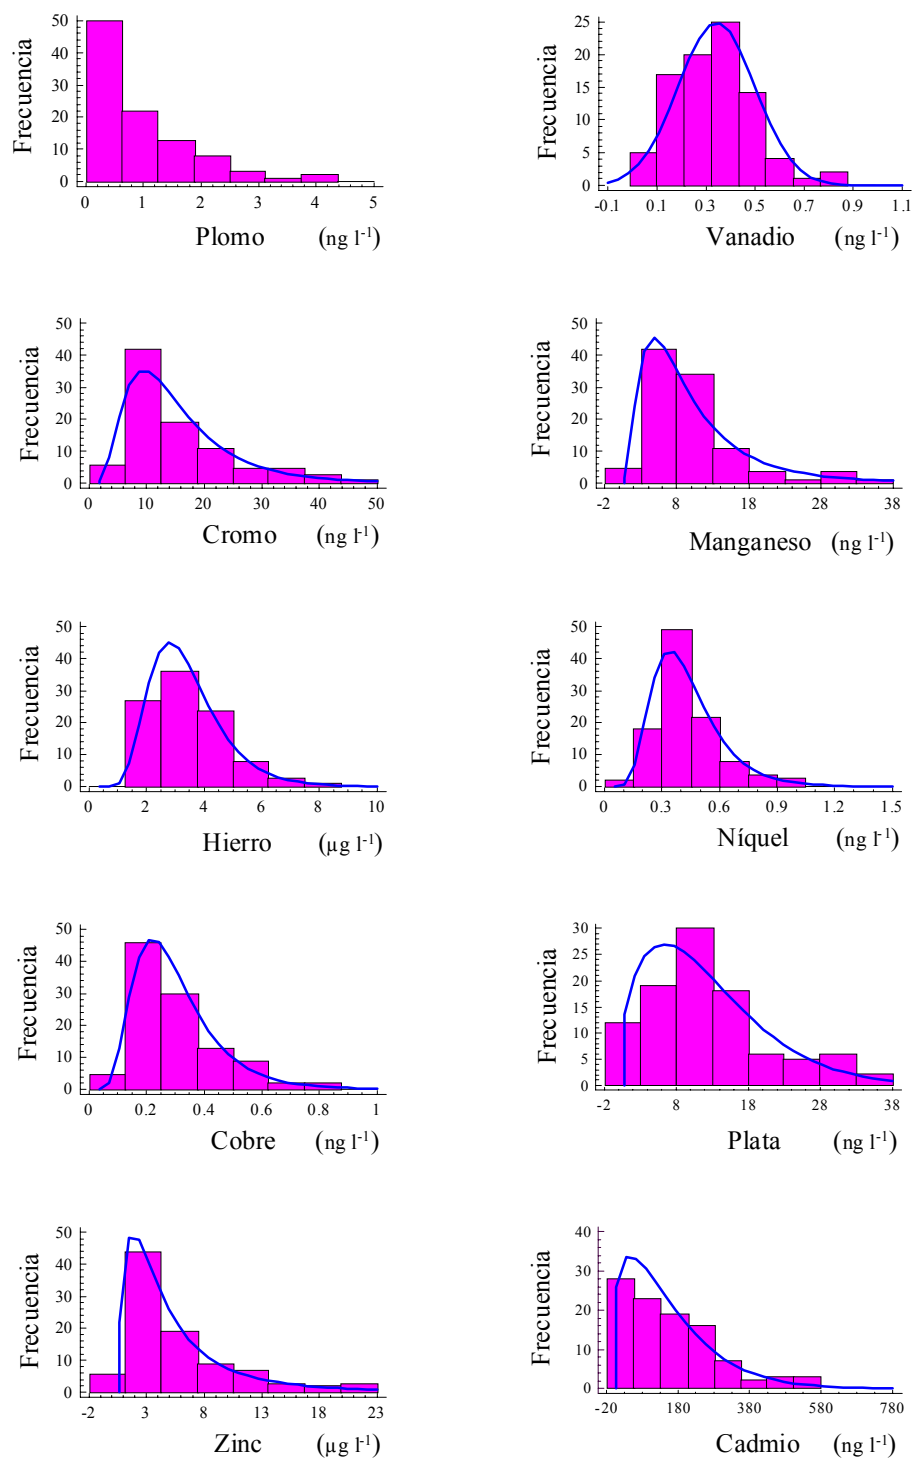 Frecuencia
50
40
30
20
10
0
0 1 2 3 4 5
Plomo (ng l-1)
Frecuencia
25
20
15
10
5
0
-0.1 0.1 0.3 0.5 0.7 0.9 1.1
Vanadio (ng l-1)
Frecuencia
50
40
30
20
10
0
0 10 20 30 40 50
Cromo (ng l-1)
Frecuencia
50
40
30
20
10
0
-2 8 18 28 38
Manganeso (ng l-1)
Frecuencia
50
40
30
20
10
0
0 2 4 6 8 10
Hierro (µg l-1)
Frecuencia
50
40
30
20
10
0
0 0.3 0.6 0.9 1.2 1.5
Níquel (ng l-1)
Frecuencia
50
40
30
20
10
0
0 0.2 0.4 0.6 0.8 1
Cobre (ng l-1)
Frecuencia
30
25
20
15
10
5
0
-2 8 18 28 38
Plata (ng l-1)
Frecuencia
50
40
30
20
10
0
-2 3 8 13 18 23
Zinc (µg l-1)
Frecuencia
40
30
20
10
0
-20 180 380 580 780
Cadmio (ng l-1)